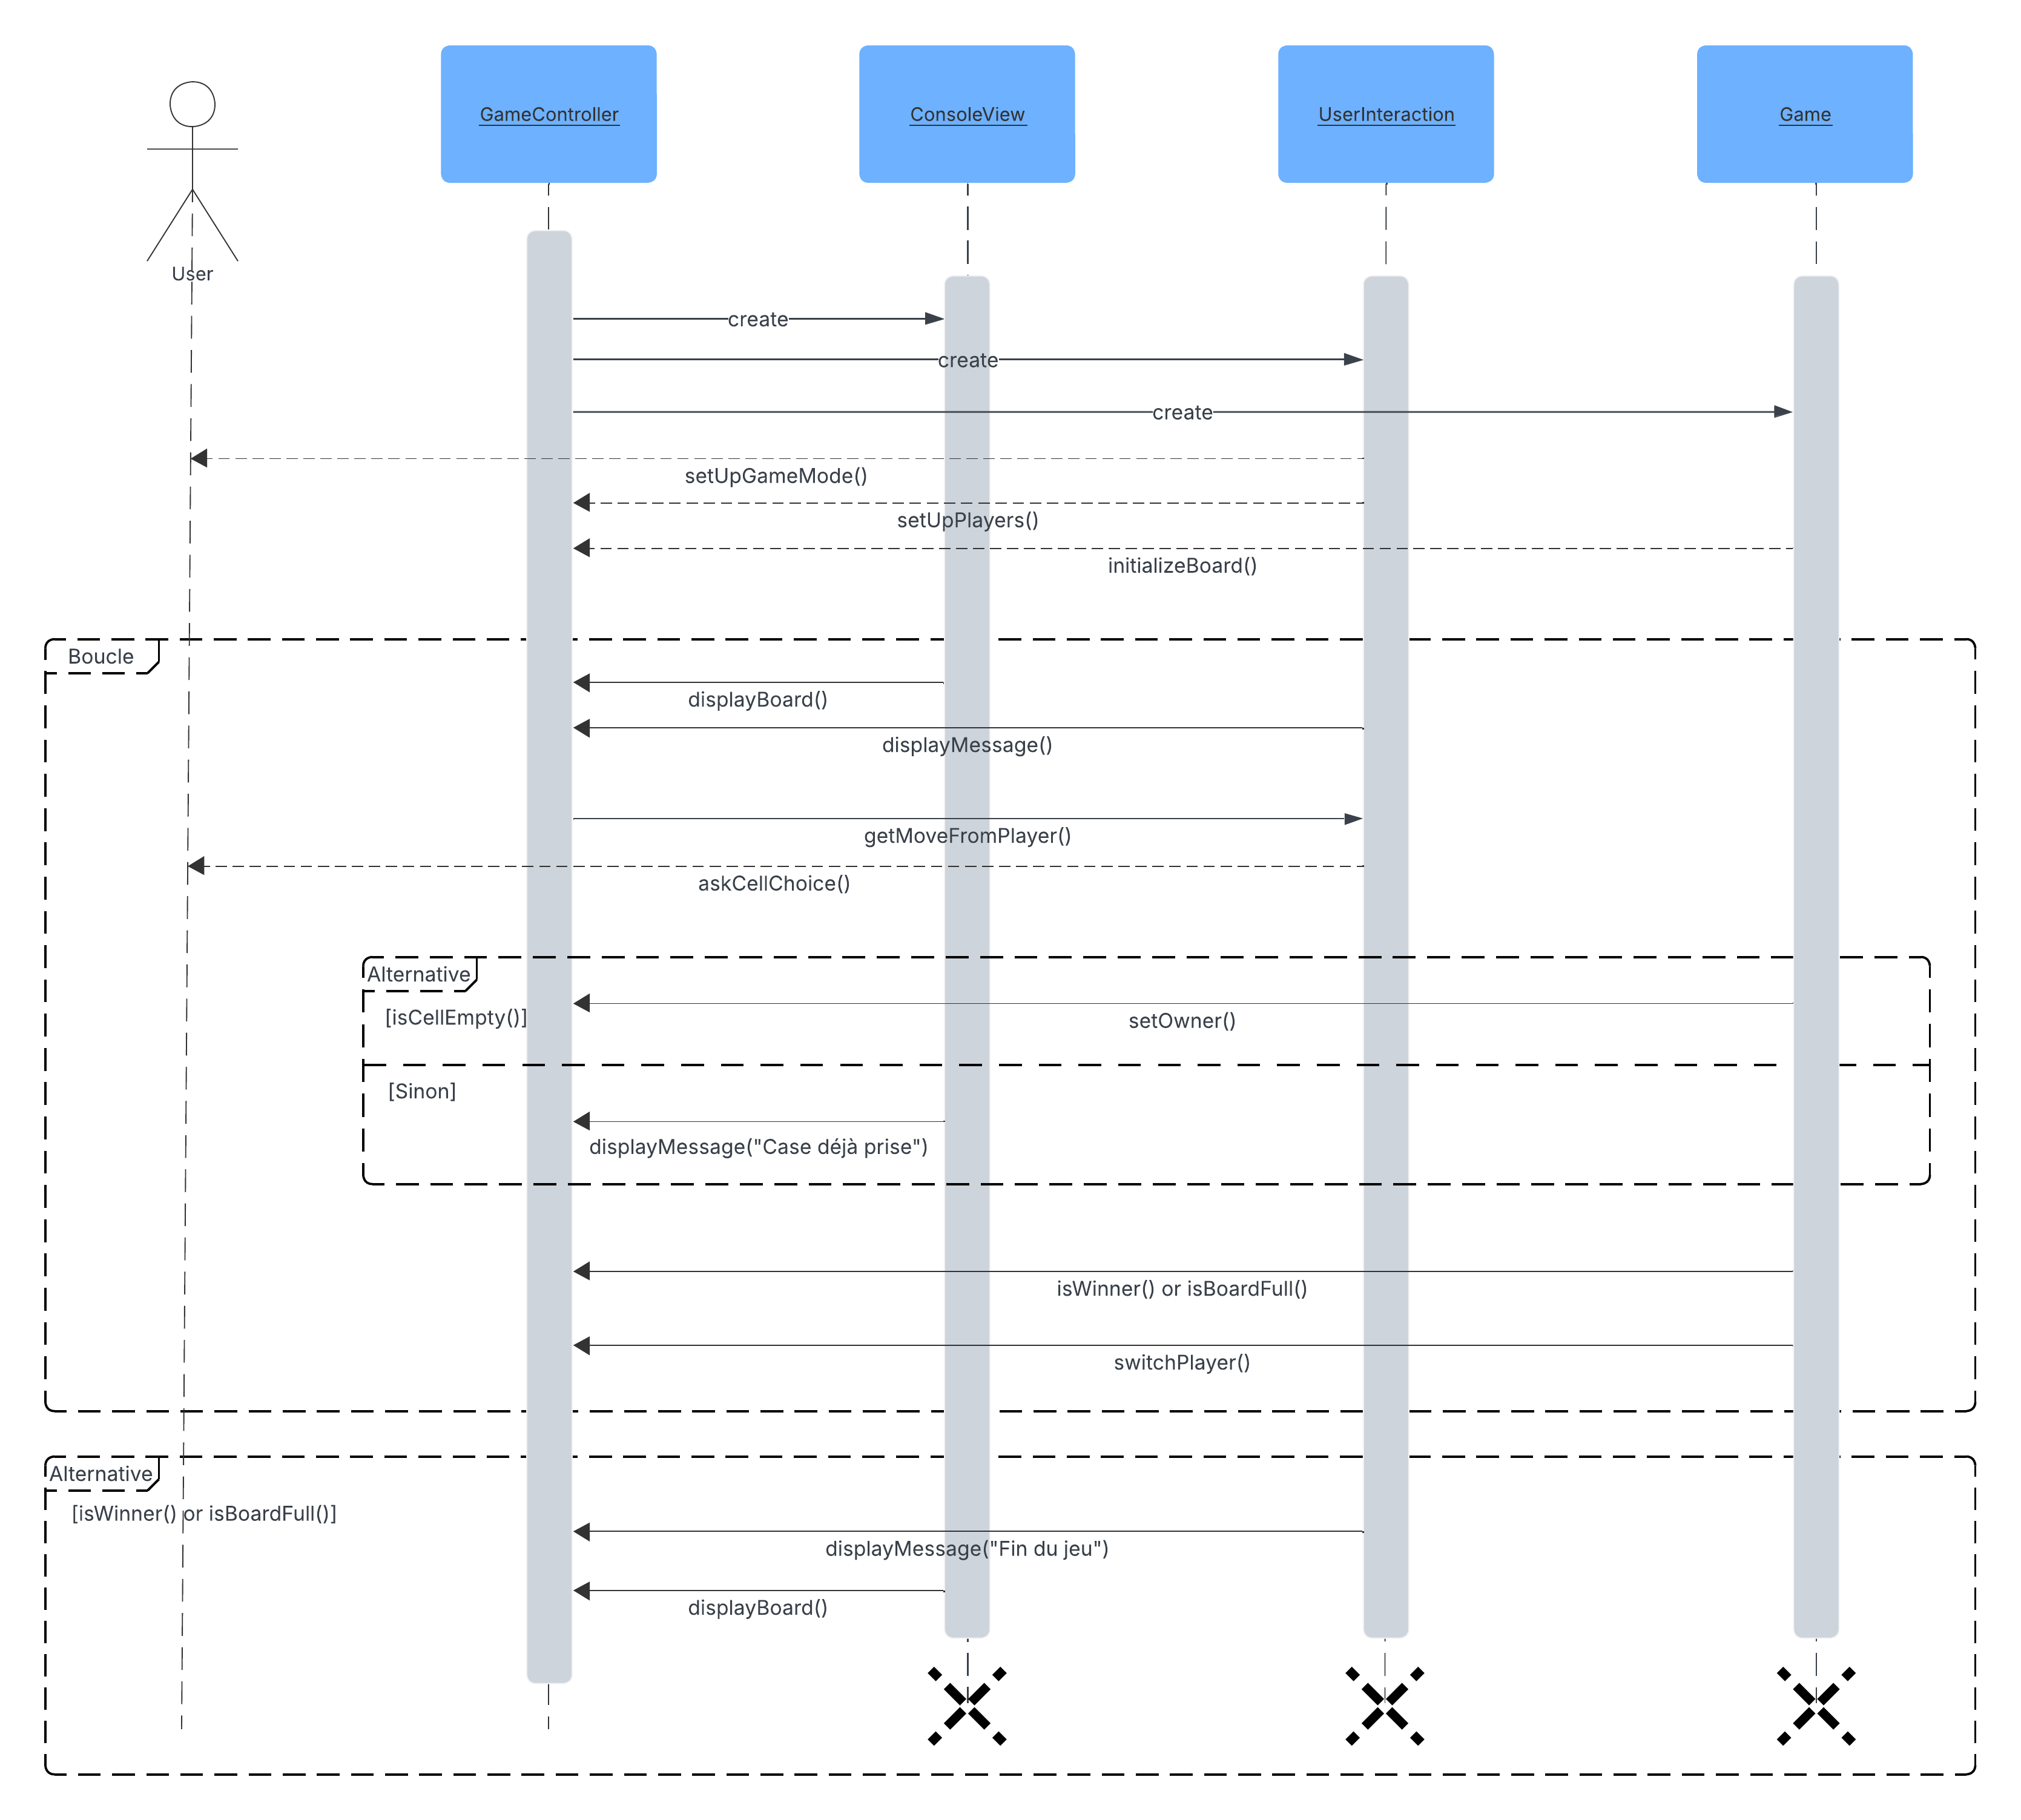 GameController
ConsoleView
UserInteraction
Game
User
create
create
create
setUpGameMode()
setUpPlayers()
initializeBoard()
Boucle
displayBoard()
displayMessage()
getMoveFromPlayer()
askCellChoice()
Alternative
[isCellEmpty()]
setOwner()
[Sinon]
displayMessage("Case déjà prise")
isWinner() or isBoardFull()
switchPlayer()
Alternative
[isWinner() or isBoardFull()]
displayMessage("Fin du jeu")
displayBoard()